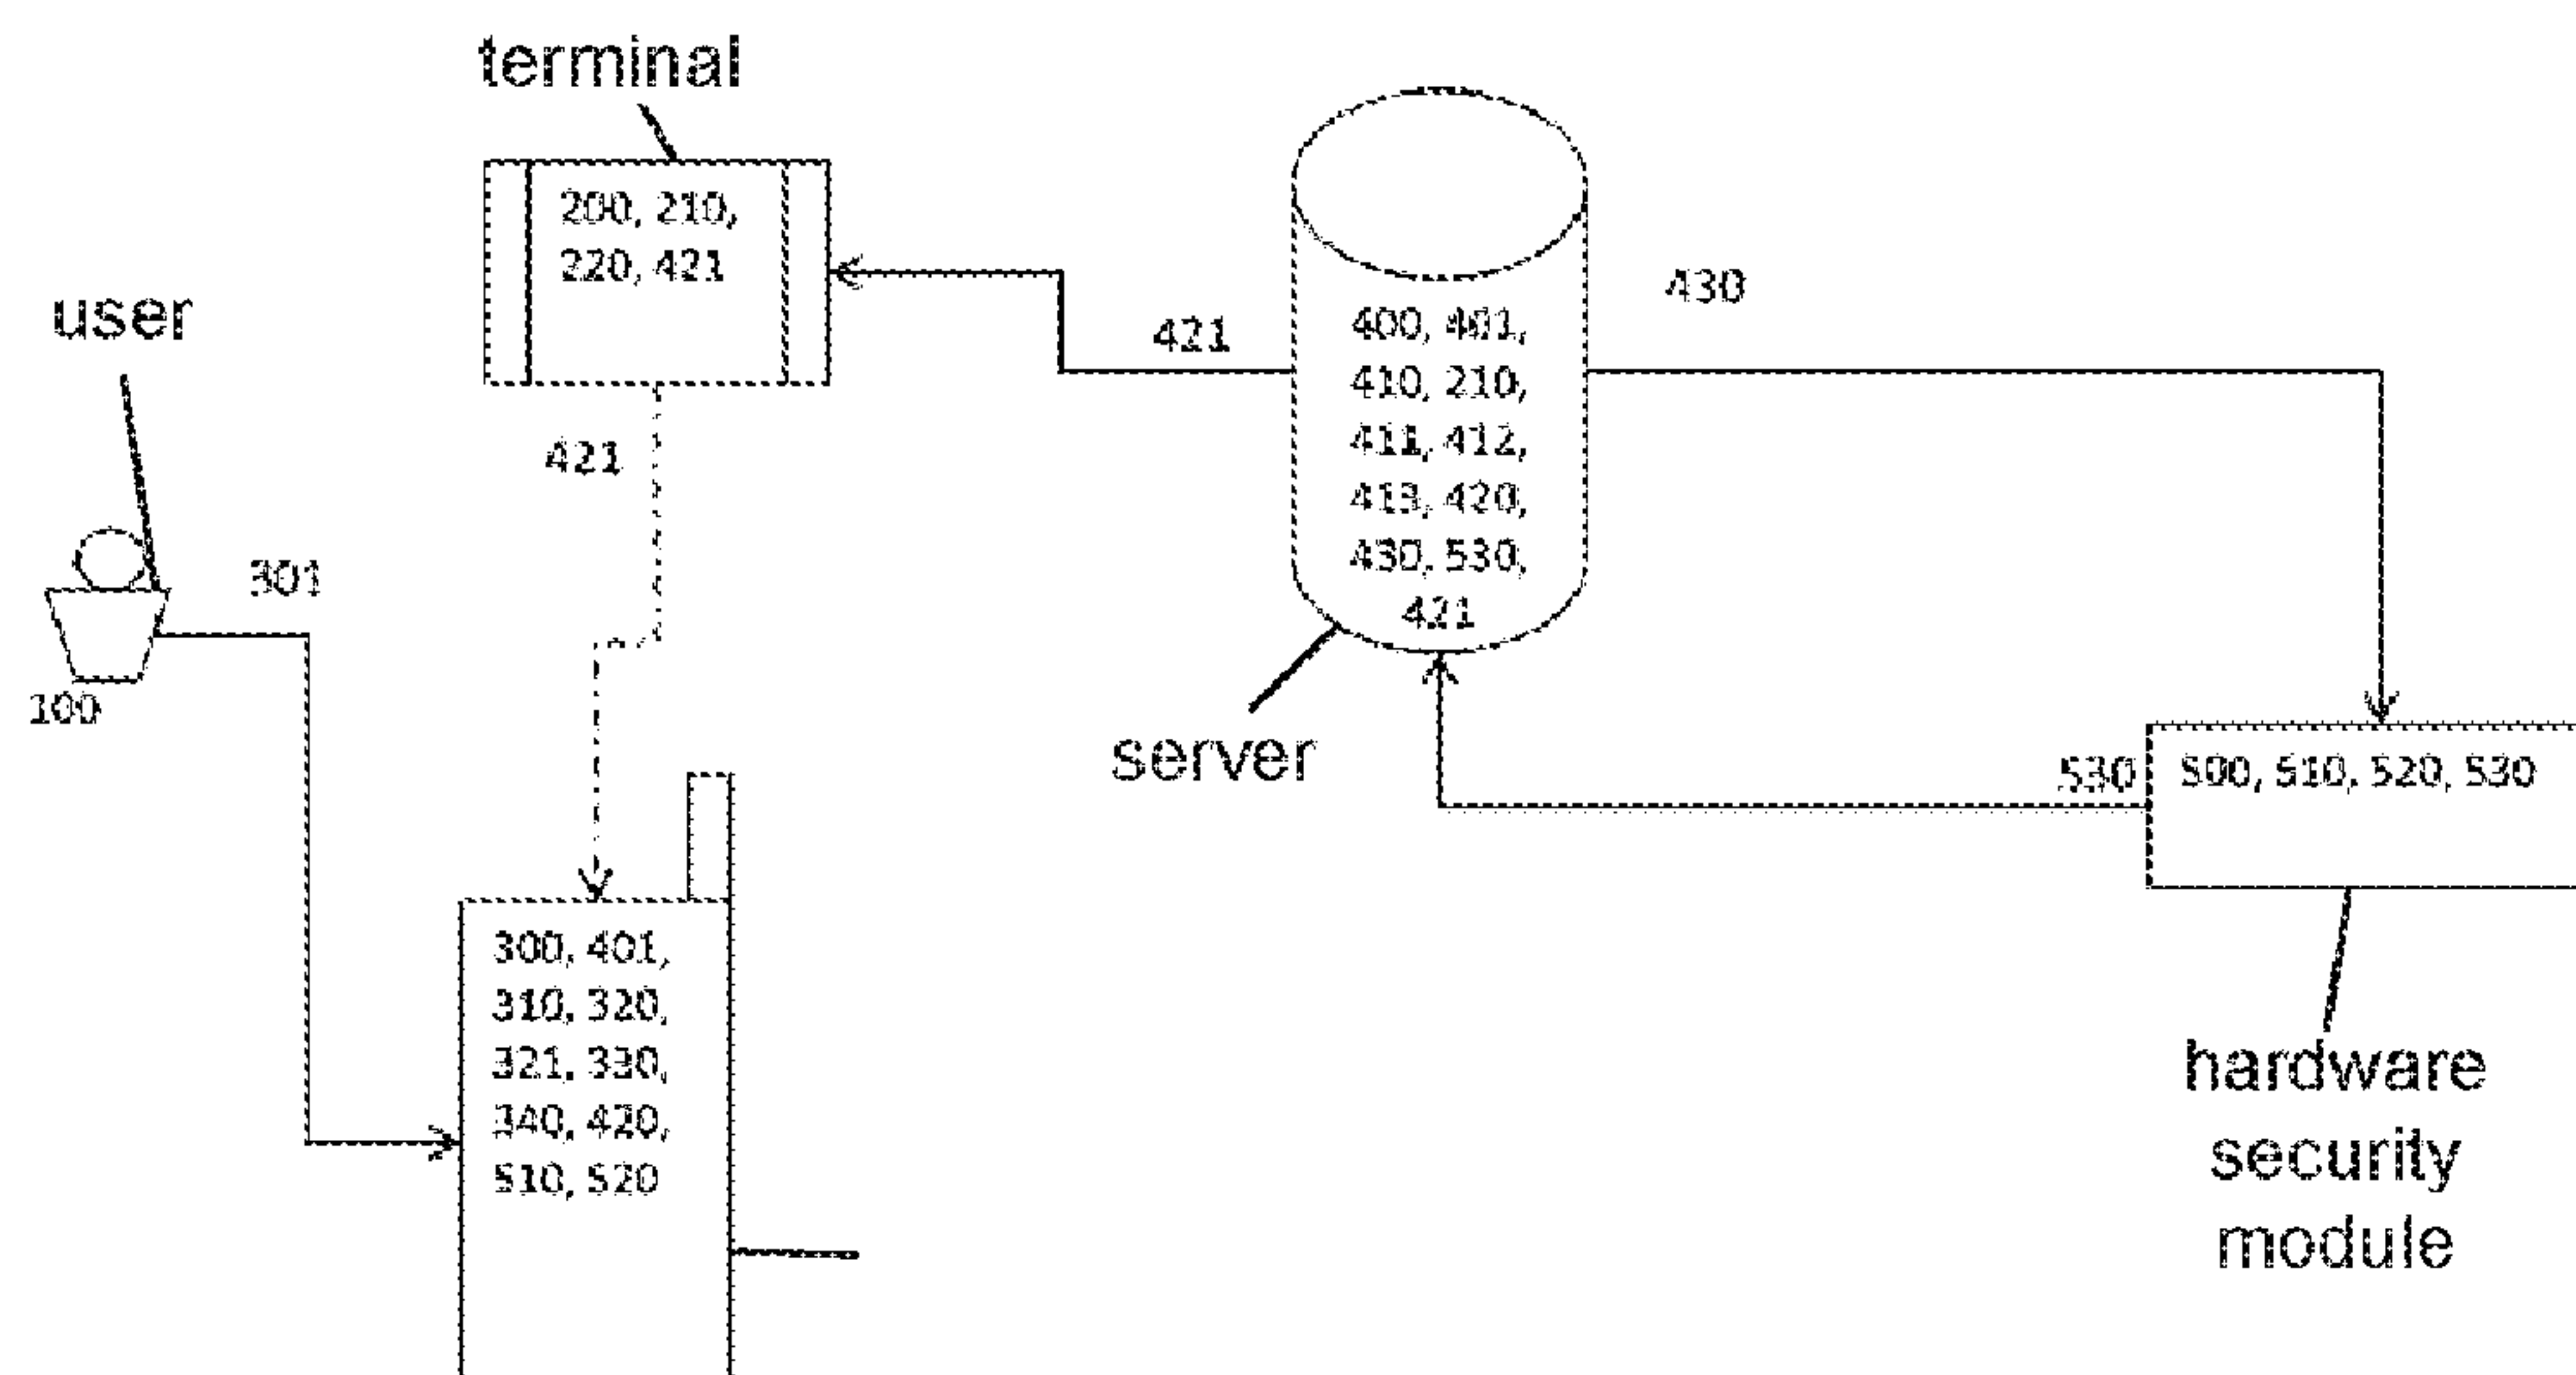 terminal
200, 210,
220, 421
user
421
430
400, 401,
410, 210,
411, 412,
413, 420,
430, 530,
421
421
301
100
server
530
500, 510, 520, 530
300, 401,
310, 320,
321, 330,
340, 420,
510, 520
hardware
security
module